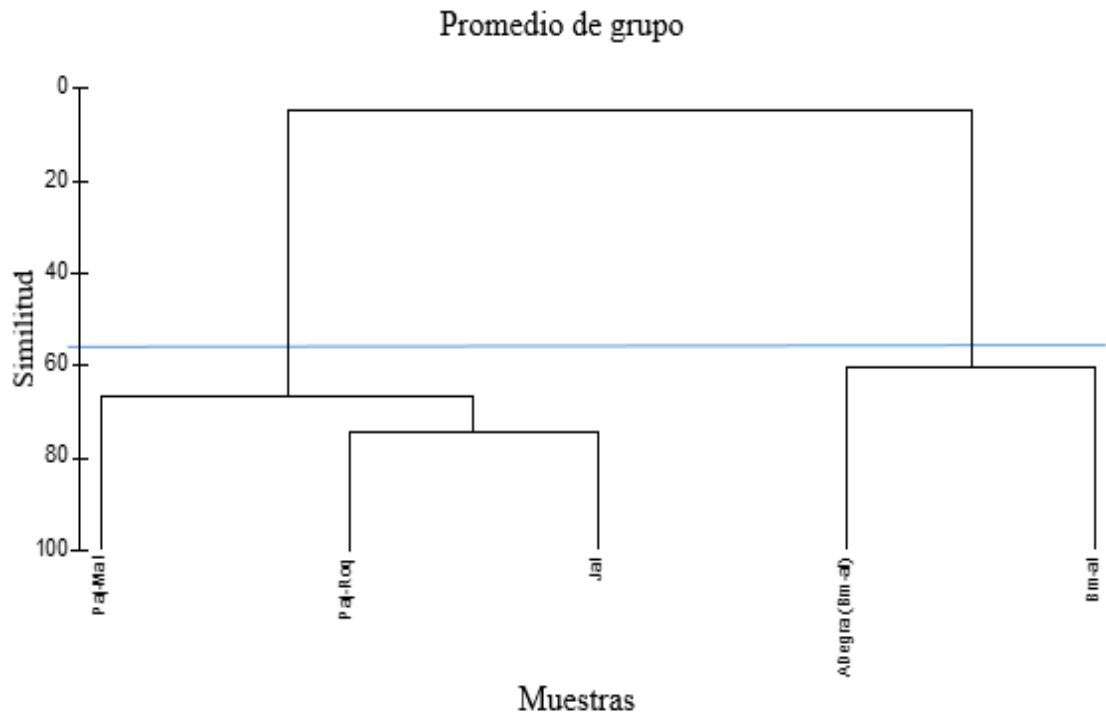 Promedio de grupo
0
20
40
60
80
100
Similitud
Paj-Mal
Paj-Roq
Jal
ADegra(Bm-al)
Bm-al
Muestras